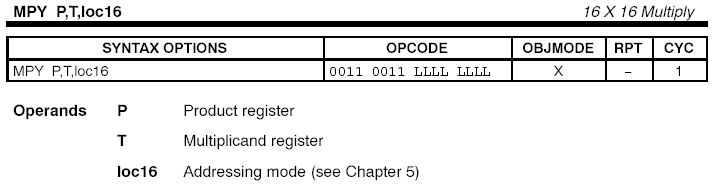 MPY P,T,loc16 16 X 16 Multiply
SYNTAX OPTIONS OPCODE OBJMODE RPT CYC
MPY P,T,loc16 0011 0011 LLLL LLLL X – 1
Operands P Product register
T Multiplicand register
loc16 Addressing mode (see Chapter 5)